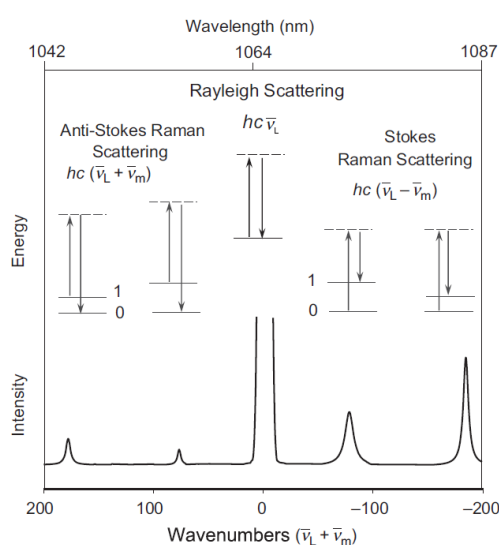 Wavelength (nm)
1042 1064 1087
Rayleigh Scattering
hc ν̅L
Anti-Stokes Raman
Scattering
hc (ν̅L + ν̅m)
Stokes
Raman Scattering
hc (ν̅L − ν̅m)
Energy
1
0
1
0
Intensity
200 100 0 −100 −200
Wavenumbers (ν̅L + ν̅m)